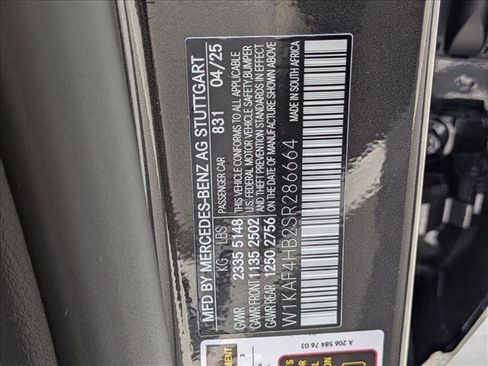 MFD BY MERCEDES-BENZ AG STUTTGART
PASSENGER CAR 831 04/25
KG LBS THIS VEHICLE CONFORMS TO ALL APPLICABLE
GVWR 2335 5148 U.S. FEDERAL MOTOR VEHICLE SAFETY, BUMPER
GAWR FRONT 1135 2502 AND THEFT PREVENTION STANDARDS IN EFFECT
GAWR REAR 1250 2756 ON THE DATE OF MANUFACTURE SHOWN ABOVE
W1KAF4HB2SR286664 MADE IN SOUTH AFRICA
A 206 584 76 03